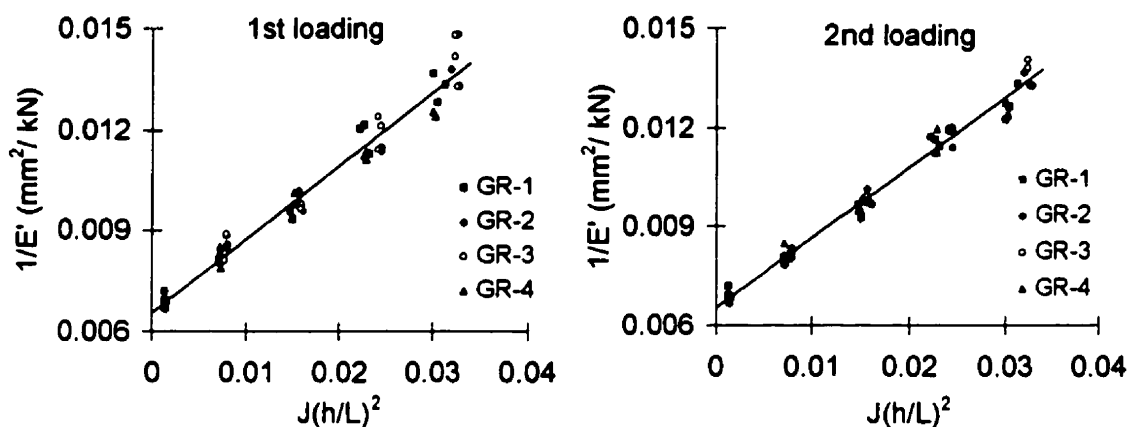 1st loading
0.015
0.012
0.009
0.006
1/E' (mm²/ kN)
GR-1
GR-2
GR-3
GR-4
0 0.01 0.02 0.03 0.04
J(h/L)²
2nd loading
0.015
0.012
0.009
0.006
1/E' (mm²/ kN)
GR-1
GR-2
GR-3
GR-4
0 0.01 0.02 0.03 0.04
J(h/L)²